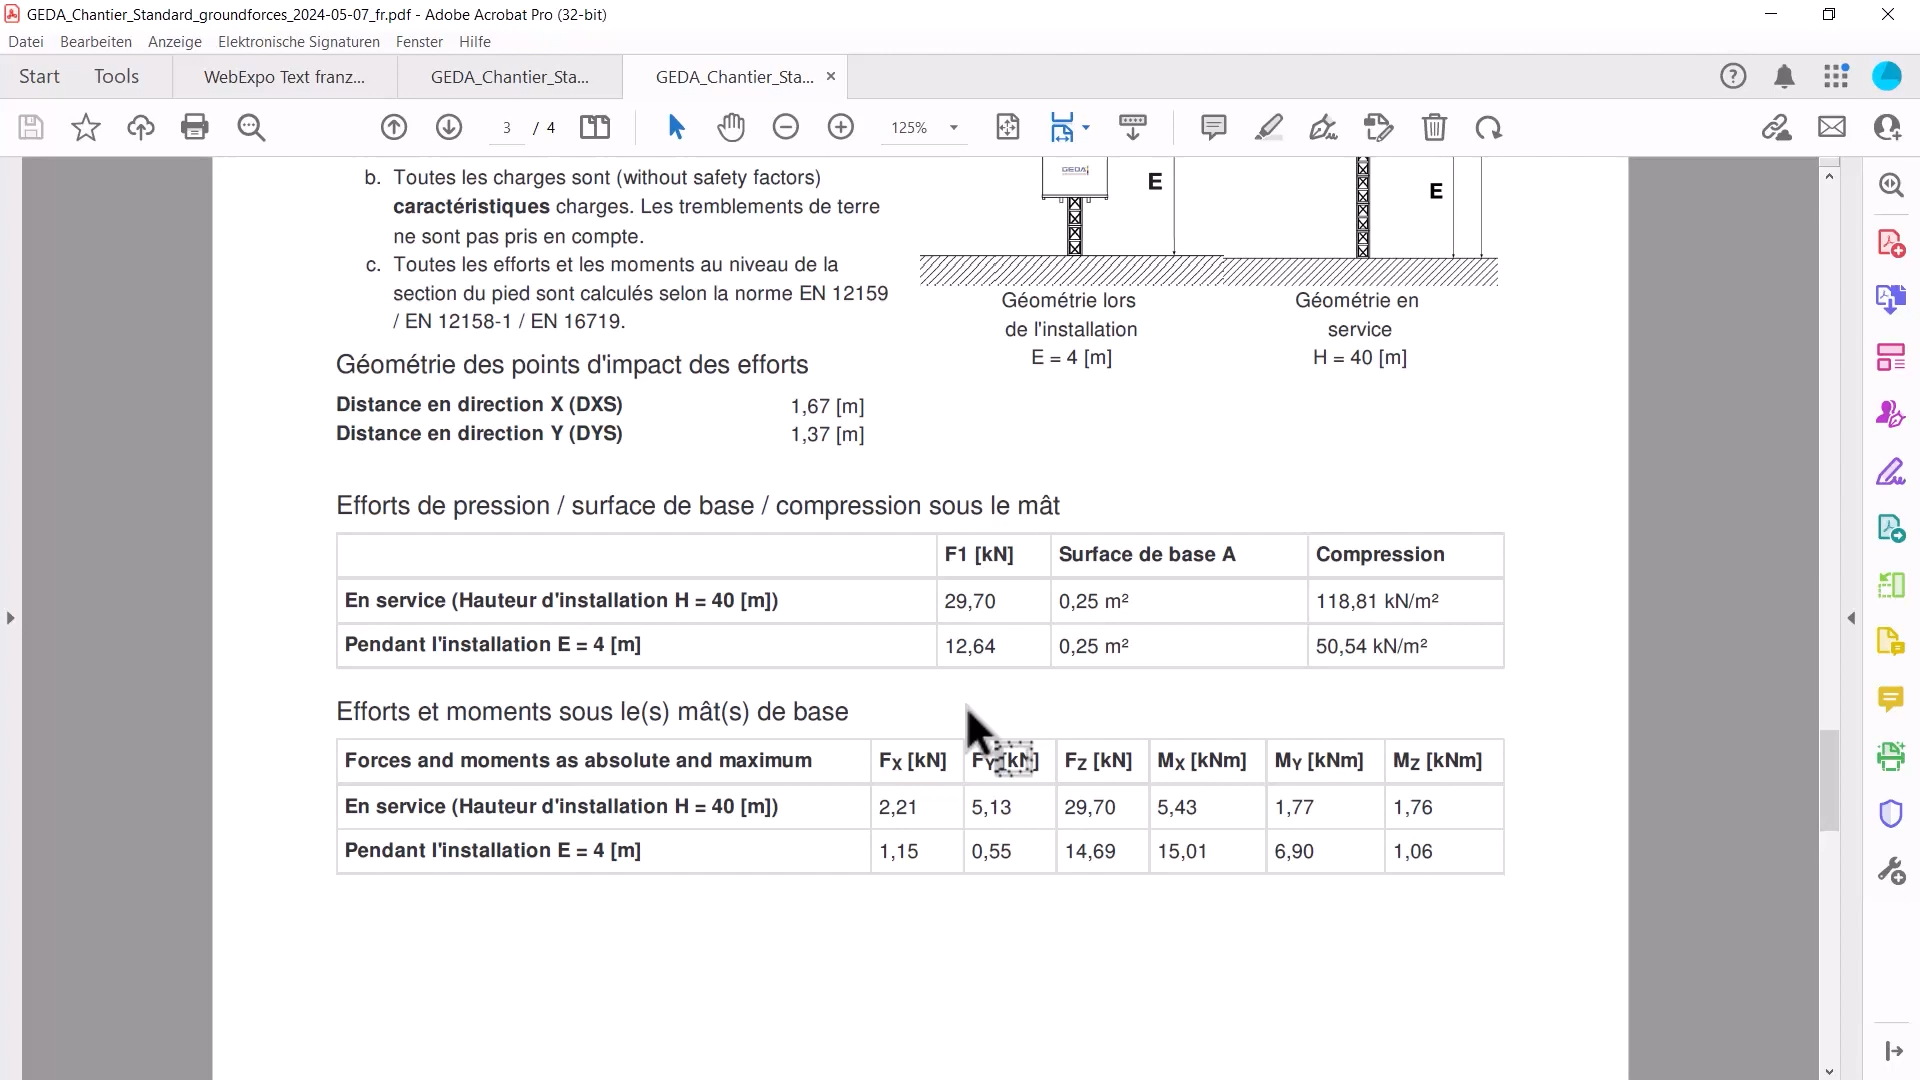 GEDA_Chantier_Standard_groundforces_2024-05-07_fr.pdf - Adobe Acrobat Pro (32-bit)
Datei Bearbeiten Anzeige Elektronische Signaturen Fenster Hilfe
Start Tools WebExpo Text franz... GEDA_Chantier_Sta... GEDA_Chantier_Sta... ×
3 / 4 125%
b. Toutes les charges sont (without safety factors)
caractéristiques charges. Les tremblements de terre
ne sont pas pris en compte.
c. Toutes les efforts et les moments au niveau de la
section du pied sont calculés selon la norme EN 12159
/ EN 12158-1 / EN 16719.
GEDA
E
E
Géométrie lors
de l'installation
E = 4 [m]
Géométrie en
service
H = 40 [m]
Géométrie des points d'impact des efforts
Distance en direction X (DXS) 1,67 [m]
Distance en direction Y (DYS) 1,37 [m]
Efforts de pression / surface de base / compression sous le mât
F1 [kN] Surface de base A Compression
En service (Hauteur d'installation H = 40 [m]) 29,70 0,25 m² 118,81 kN/m²
Pendant l'installation E = 4 [m] 12,64 0,25 m² 50,54 kN/m²
Efforts et moments sous le(s) mât(s) de base
Forces and moments as absolute and maximum FX [kN] FY [kN] FZ [kN] MX [kNm] MY [kNm] MZ [kNm]
En service (Hauteur d'installation H = 40 [m]) 2,21 5,13 29,70 5,43 1,77 1,76
Pendant l'installation E = 4 [m] 1,15 0,55 14,69 15,01 6,90 1,06